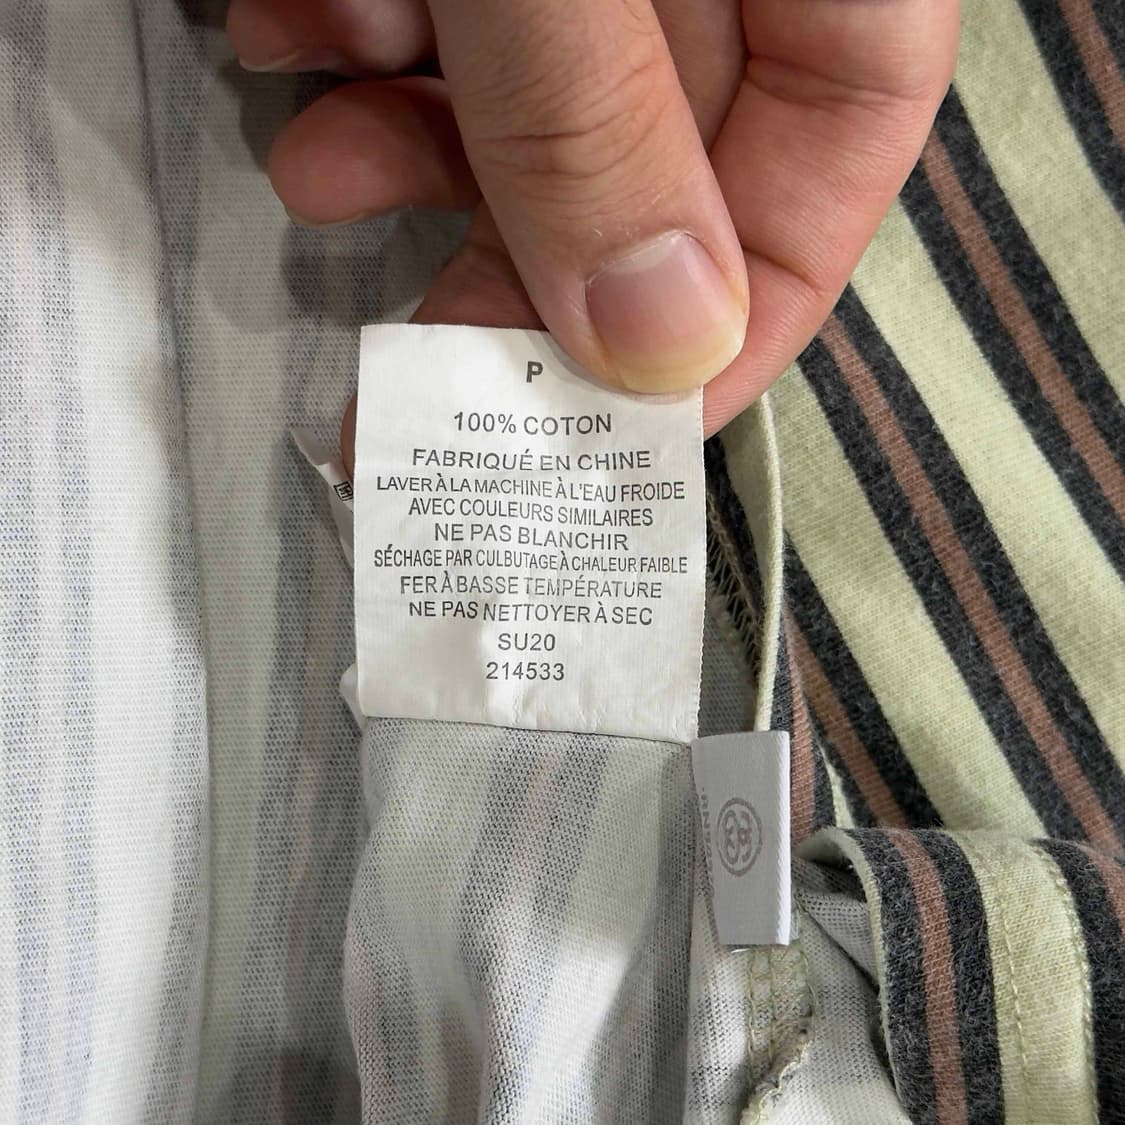 P
100% COTON
FABRIQUÉ EN CHINE
LAVER À LA MACHINE À L'EAU FROIDE
AVEC COULEURS SIMILAIRES
NE PAS BLANCHIR
SÉCHAGE PAR CULBUTAGE À CHALEUR FAIBLE
FER À BASSE TEMPÉRATURE
NE PAS NETTOYER À SEC
SU20
214533